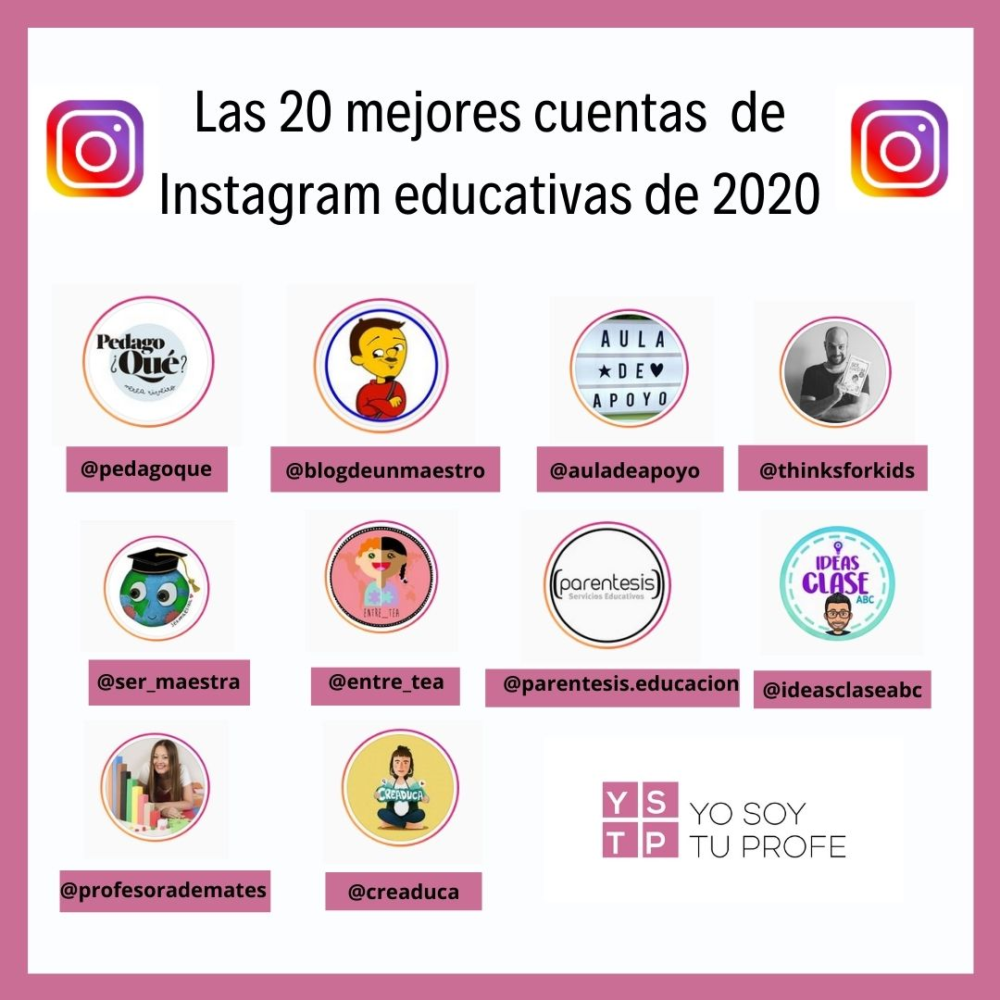 Las 20 mejores cuentas de
Instagram educativas de 2020
Pedago
¿Qué?
nerea riveiro
AULA
★DE♥
APOYO
@pedagoque
@blogdeunmaestro
@auladeapoyo
@thinksforkids
ENTRE_TEA
(parentesis)
Servicios Educativos
IDEAS
CLASE
ABC
@ser_maestra
@entre_tea
@parentesis.educacion
@ideasclaseabc
CREADUCA
YS
TP
YO SOY
TU PROFE
@profesorademates
@creaduca